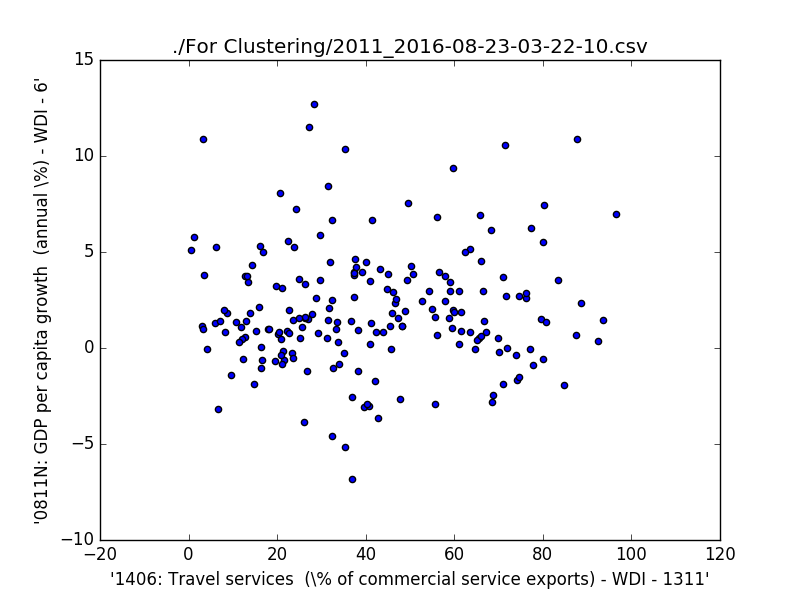 ./For Clustering/2011_2016-08-23-03-22-10.csv
15
10
5
0
−5
−10
−20 0 20 40 60 80 100 120
'0811N: GDP per capita growth  (annual \%) - WDI - 6'
'1406: Travel services  (\% of commercial service exports) - WDI - 1311'